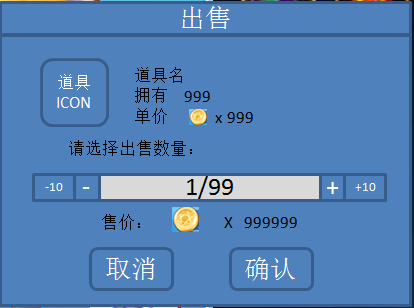 出售
道具
ICON
道具名
拥有 999
单价 x 999
请选择出售数量：
-10 - 1/99 + +10
售价： X 999999
取消 确认